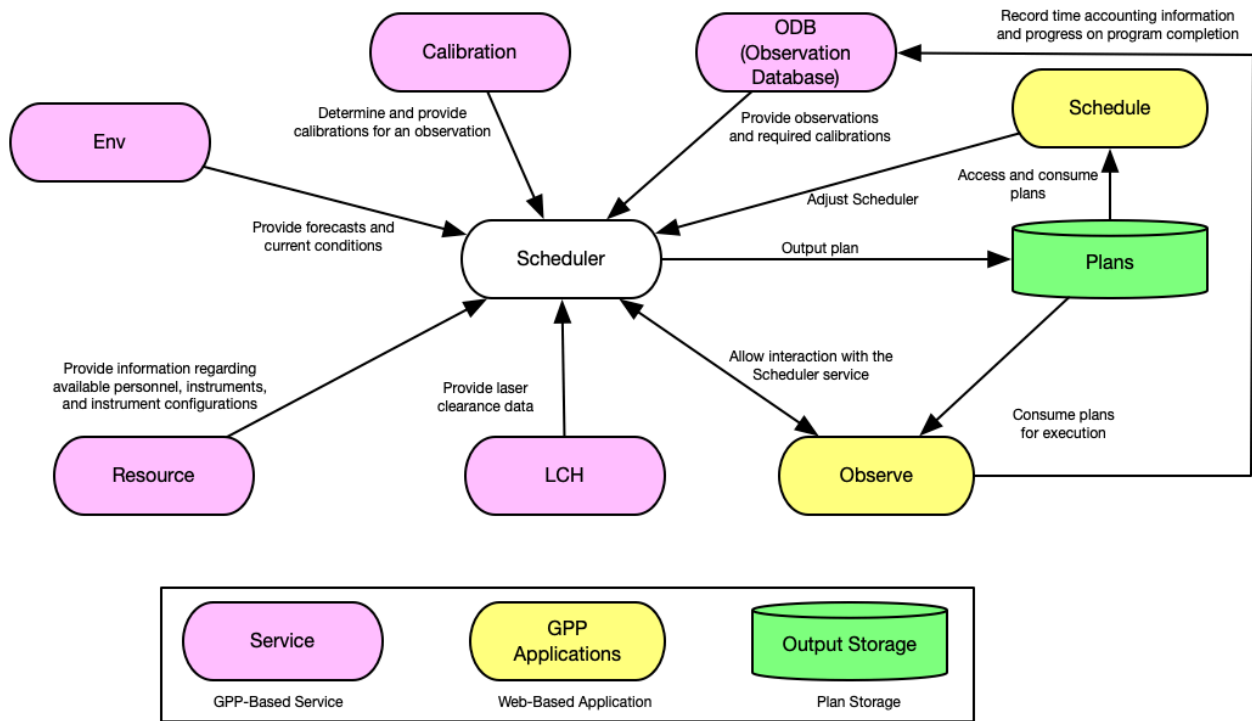 Record time accounting information
and progress on program completion
Calibration
ODB
(Observation
Database)
Schedule
Determine and provide
calibrations for an observation
Provide observations
and required calibrations
Env
Access and consume
plans
Adjust Scheduler
Provide forecasts and
current conditions
Scheduler
Output plan
Plans
Provide information regarding
available personnel, instruments,
and instrument configurations
Provide laser
clearance data
Allow interaction with the
Scheduler service
Consume plans
for execution
Resource
LCH
Observe
Service
GPP
Applications
Output Storage
GPP-Based Service
Web-Based Application
Plan Storage